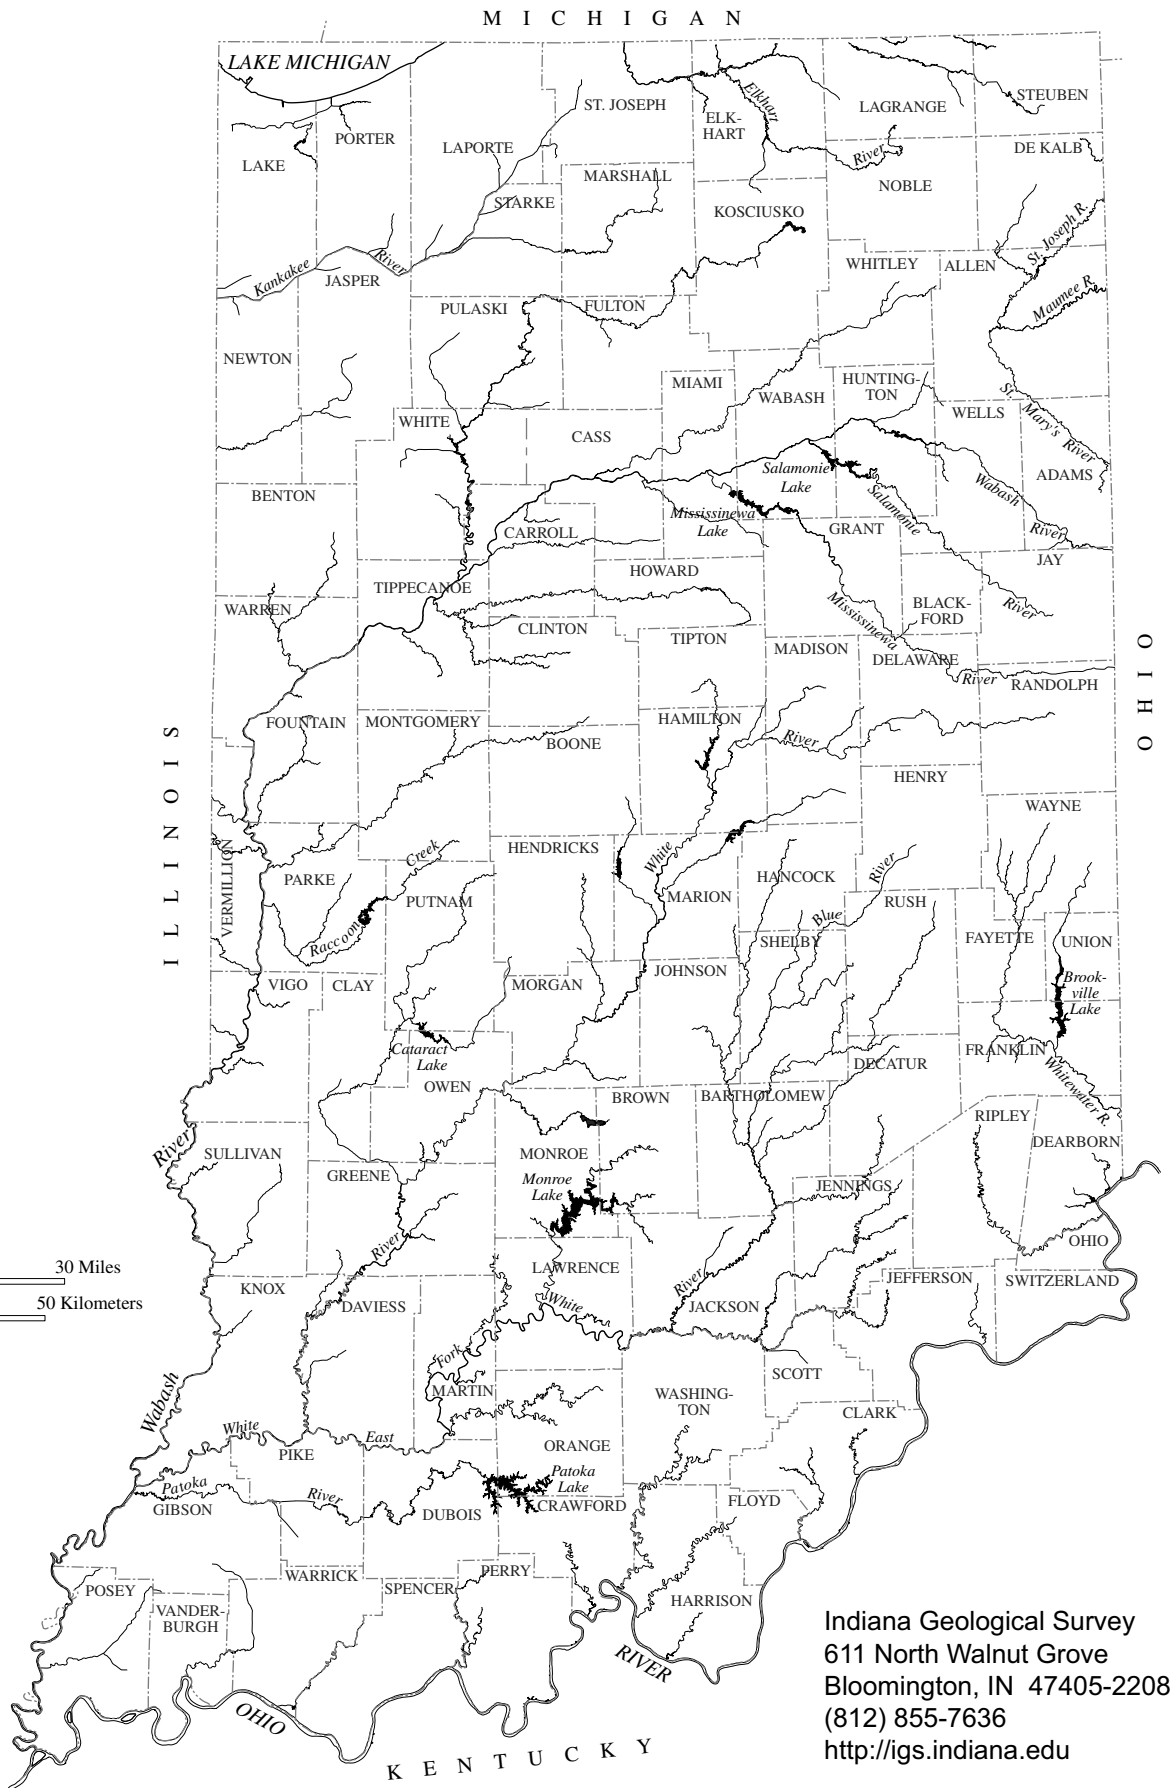 MICHIGAN
LAKE MICHIGAN
ST. JOSEPH
LAGRANGE
STEUBEN
Elkhart
ELK-
HART
PORTER
LAKE
LAPORTE
DE KALB
River
MARSHALL
NOBLE
STARKE
KOSCIUSKO
St. Joseph R.
Kankakee
River
JASPER
WHITLEY
ALLEN
Maumee R.
PULASKI
FULTON
NEWTON
MIAMI
WABASH
HUNTING-
TON
WELLS
St. Mary's River
WHITE
CASS
ADAMS
BENTON
Salamonie
Lake
Salamonie
River
Wabash
River
Mississinewa
Lake
GRANT
CARROLL
HOWARD
JAY
TIPPECANOE
WARREN
BLACK-
FORD
Mississinewa
River
CLINTON
TIPTON
MADISON
DELAWARE
RANDOLPH
OHIO
FOUNTAIN
MONTGOMERY
HAMILTON
BOONE
River
HENRY
ILLINOIS
WAYNE
VERMILLION
HENDRICKS
White
Creek
PARKE
PUTNAM
Raccoon
MARION
HANCOCK
River
Blue
RUSH
SHELBY
FAYETTE
UNION
VIGO
CLAY
MORGAN
JOHNSON
Brook-
ville
Lake
Cataract
Lake
OWEN
DECATUR
FRANKLIN
Whitewater R.
BROWN
BARTHOLOMEW
RIPLEY
DEARBORN
River
SULLIVAN
MONROE
GREENE
Monroe
Lake
JENNINGS
River
OHIO
30 Miles
50 Kilometers
KNOX
LAWRENCE
JEFFERSON
SWITZERLAND
DAVIESS
White
River
JACKSON
Fork
SCOTT
MARTIN
WASHING-
TON
CLARK
Wabash
White
East
PIKE
ORANGE
Patoka
River
Patoka
Lake
GIBSON
DUBOIS
CRAWFORD
FLOYD
POSEY
WARRICK
SPENCER
PERRY
VANDER-
BURGH
HARRISON
RIVER
OHIO
KENTUCKY
Indiana Geological Survey
611 North Walnut Grove
Bloomington, IN 47405-2208
(812) 855-7636
http://igs.indiana.edu